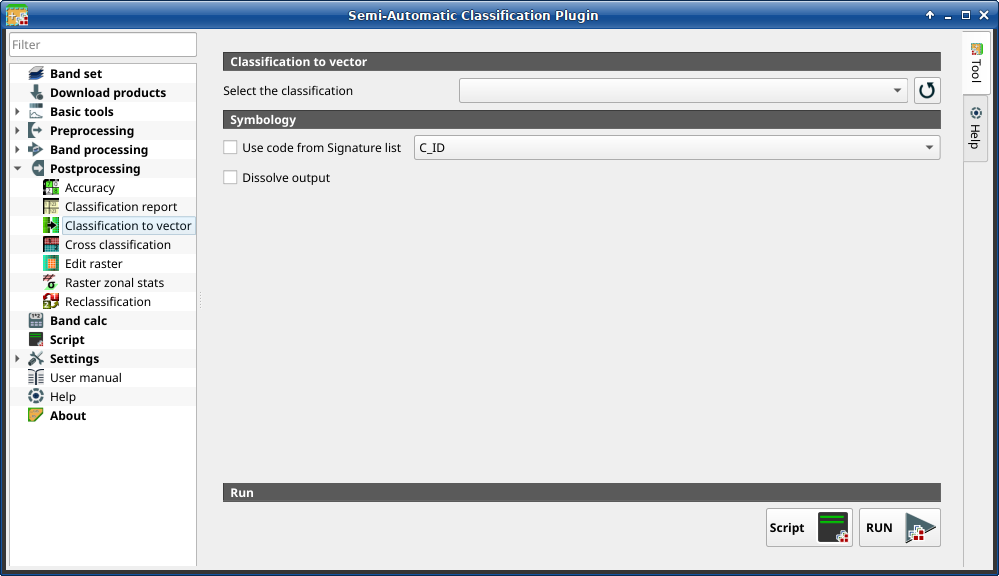 Semi-Automatic Classification Plugin
Filter
Band set
Download products
Basic tools
Preprocessing
Band processing
Postprocessing
Accuracy
Classification report
Classification to vector
Cross classification
Edit raster
Raster zonal stats
Reclassification
Band calc
Script
Settings
User manual
Help
About
Classification to vector
Select the classification
Symbology
Use code from Signature list
C_ID
Dissolve output
Run
Script
RUN
Tool
Help